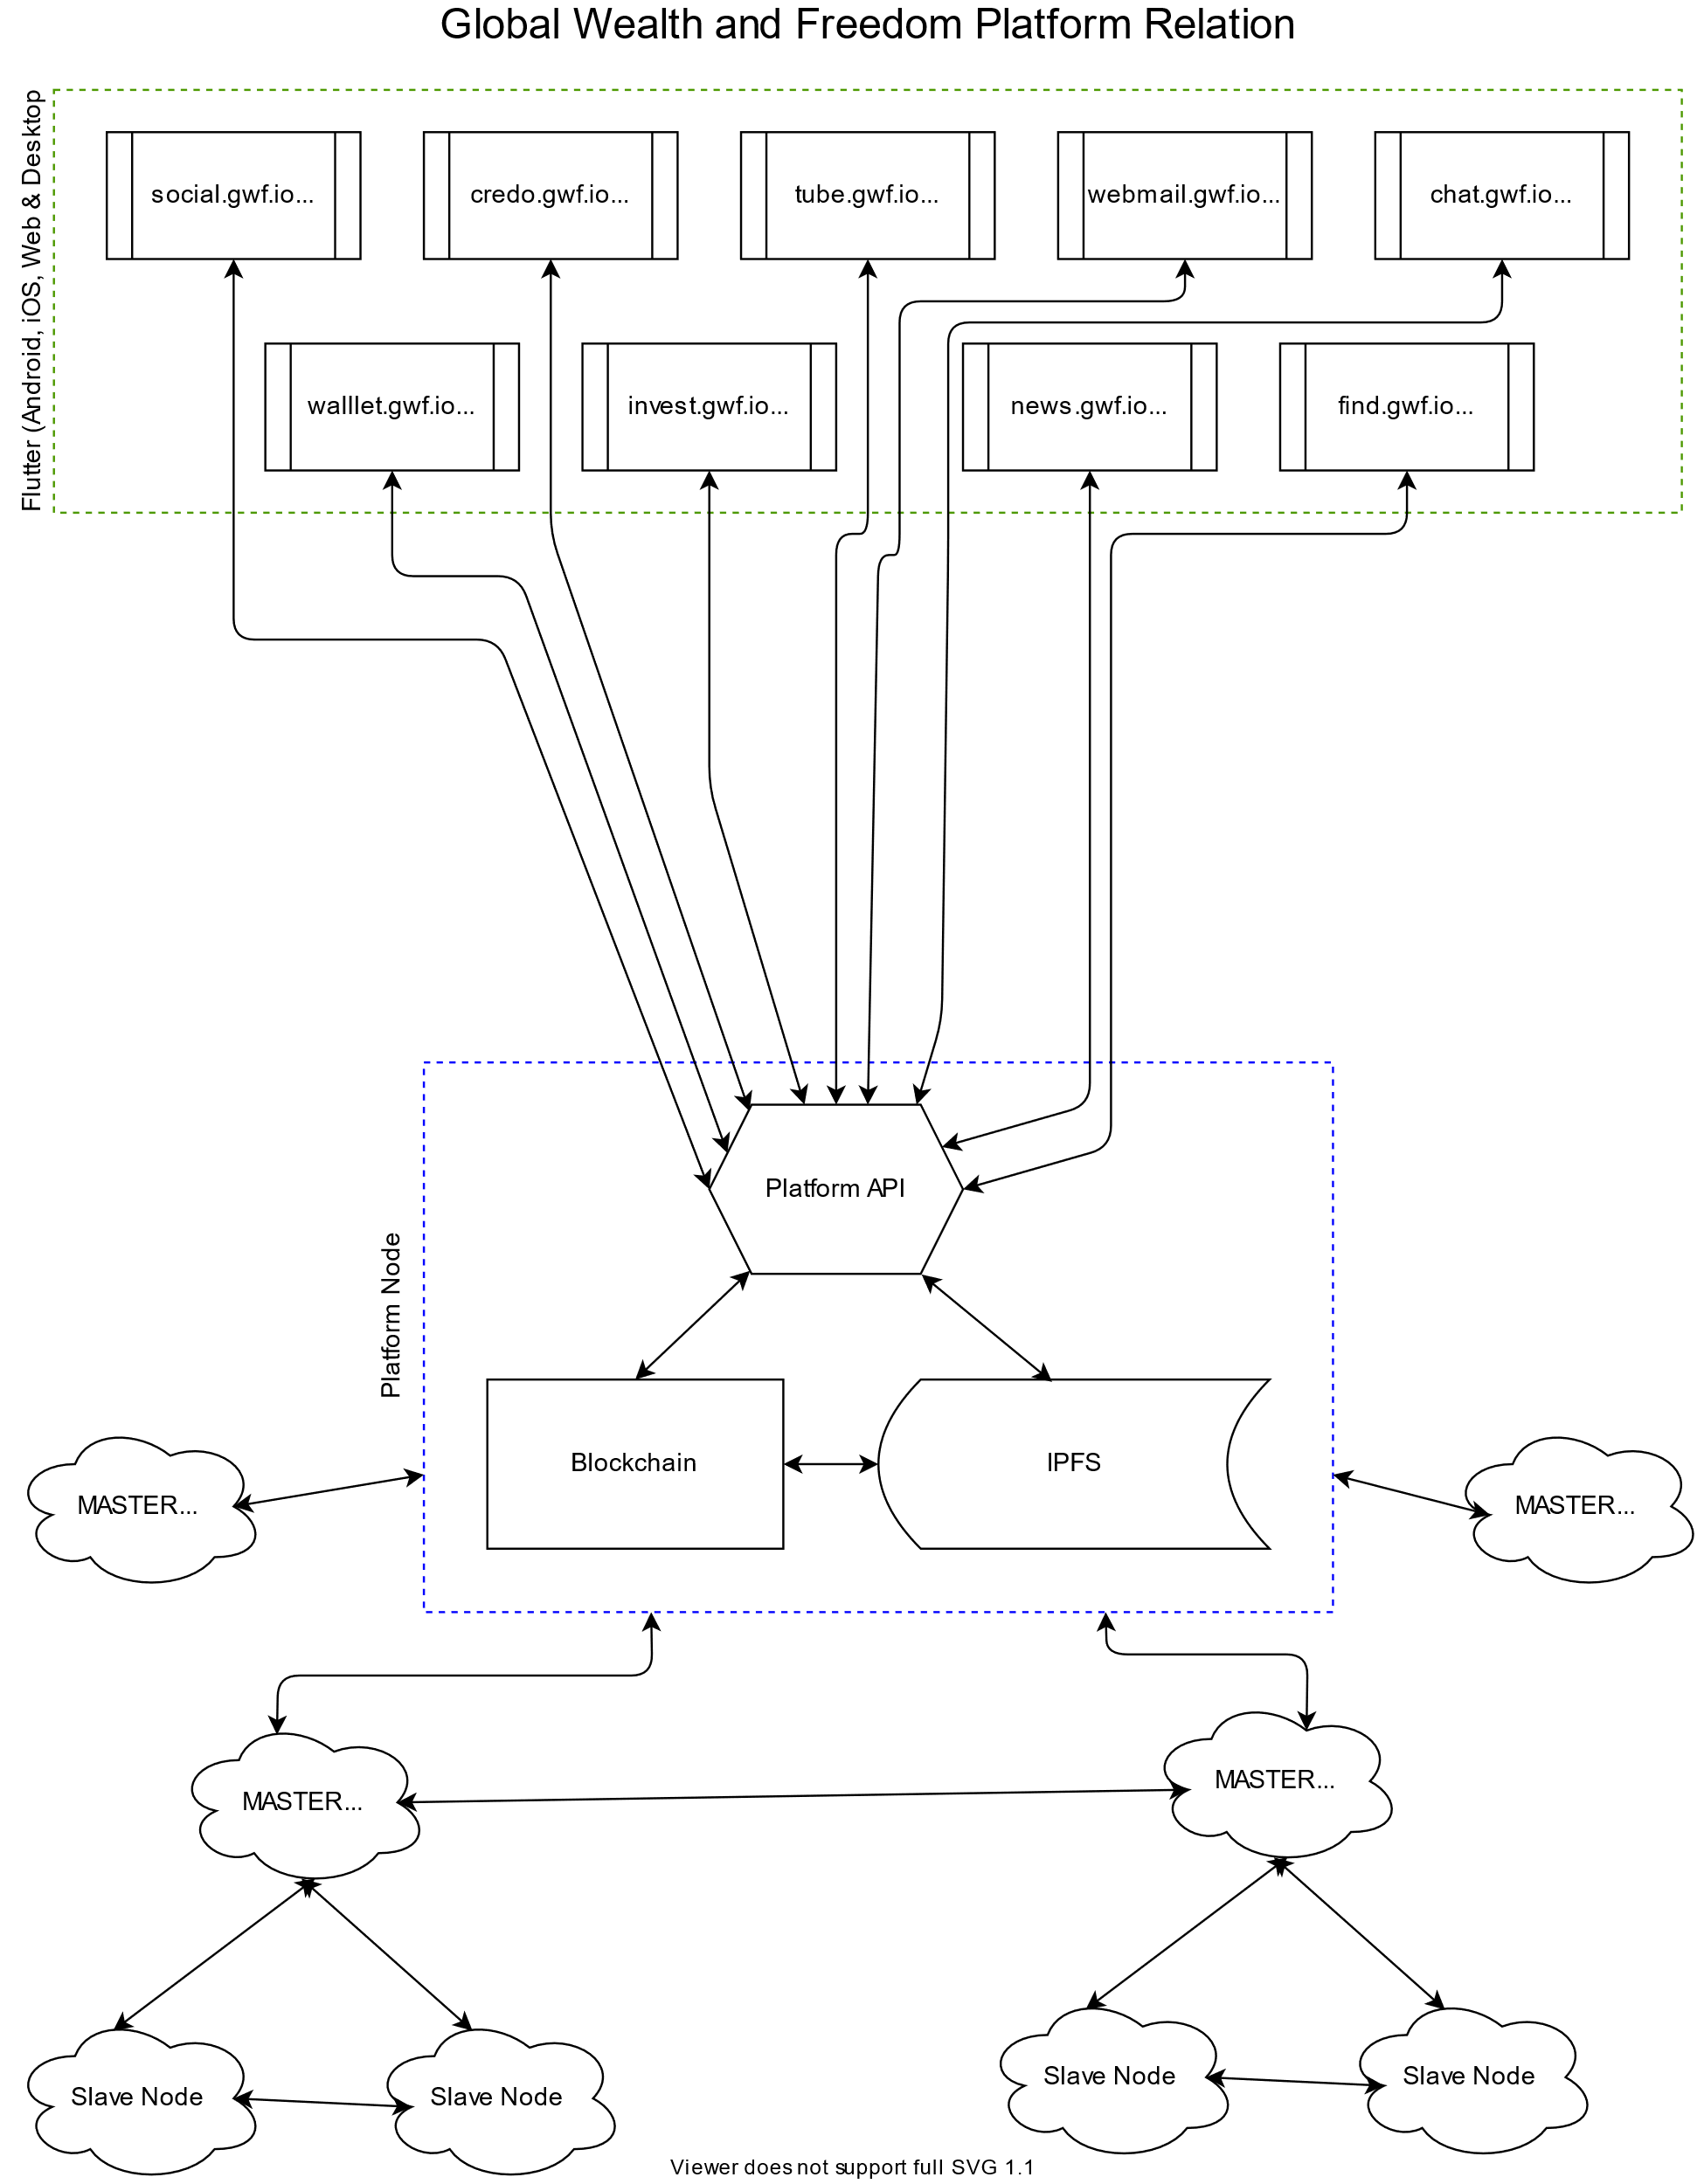 Global Wealth and Freedom Platform Relation
Flutter (Android, iOS, Web & Desktop
social.gwf.io...
credo.gwf.io...
tube.gwf.io...
webmail.gwf.io...
chat.gwf.io...
walllet.gwf.io...
invest.gwf.io...
news.gwf.io...
find.gwf.io...
Platform Node
Platform API
Blockchain
IPFS
MASTER...
MASTER...
MASTER...
MASTER...
Slave Node
Slave Node
Slave Node
Slave Node
Viewer does not support full SVG 1.1